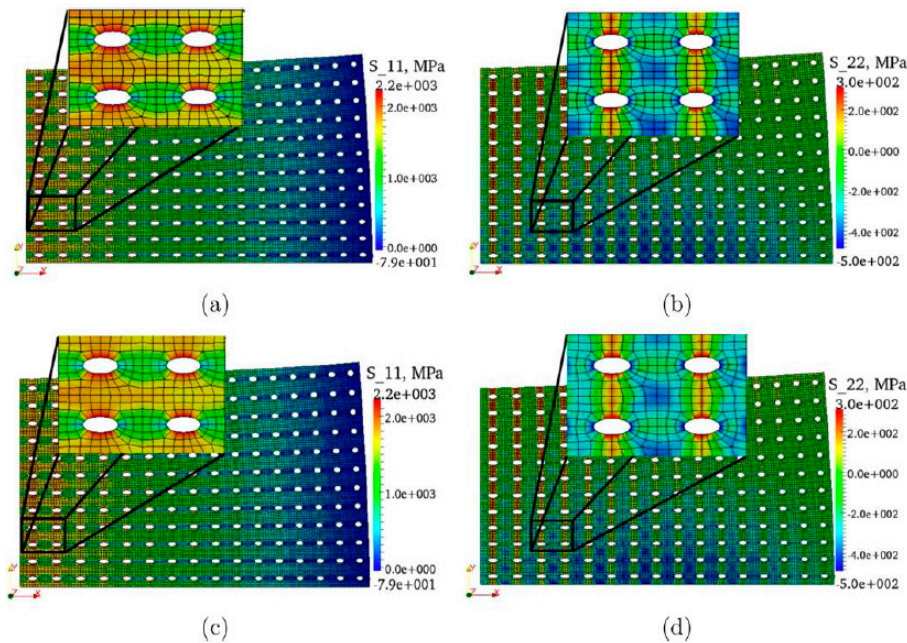 S_11, MPa
2.2e+003
2.0e+003
1.0e+003
0.0e+000
-7.9e+001
Y
Z X
(a)
S_22, MPa
3.0e+002
2.0e+002
0.0e+000
-2.0e+002
-4.0e+002
-5.0e+002
Y
Z X
(b)
S_11, MPa
2.2e+003
2.0e+003
1.0e+003
0.0e+000
-7.9e+001
Y
Z X
(c)
S_22, MPa
3.0e+002
2.0e+002
0.0e+000
-2.0e+002
-4.0e+002
-5.0e+002
Y
Z X
(d)